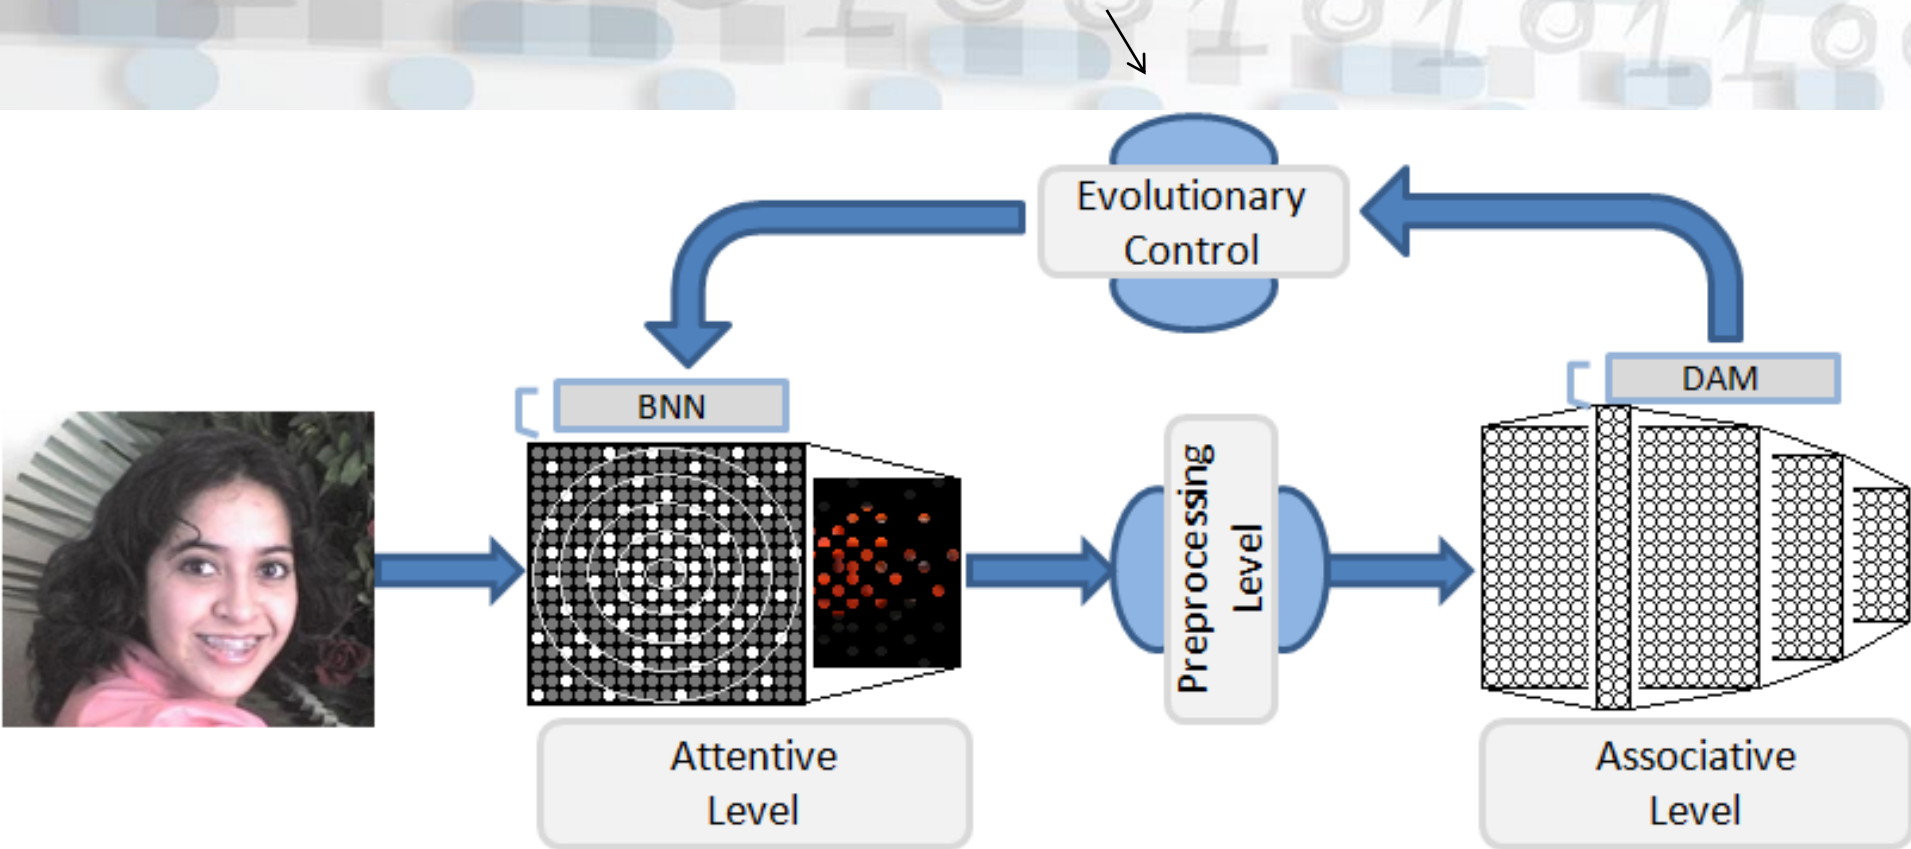 Evolutionary
Control
BNN
DAM
Preprocessing
Level
Attentive
Level
Associative
Level